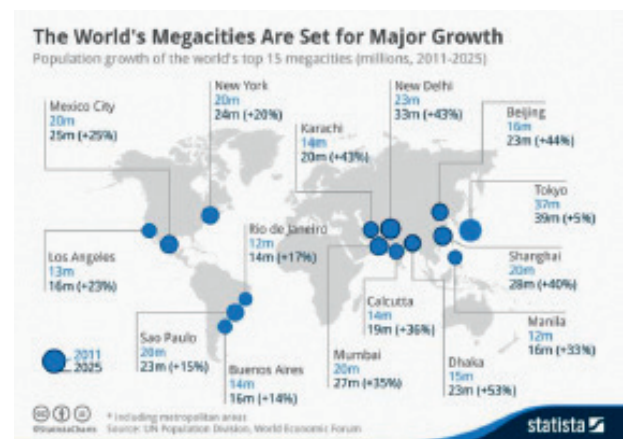 The World's Megacities Are Set for Major Growth
Population growth of the world's top 15 megacities (millions, 2011-2025)
Mexico City
20m
25m (+25%)
New York
20m
24m (+20%)
Karachi
14m
20m (+43%)
New Delhi
23m
33m (+43%)
Beijing
16m
23m (+44%)
Tokyo
37m
39m (+5%)
Los Angeles
13m
16m (+23%)
Rio de Janeiro
12m
14m (+17%)
Shanghai
20m
28m (+40%)
Sao Paulo
20m
23m (+15%)
Buenos Aires
14m
16m (+14%)
Mumbai
20m
27m (+35%)
Calcutta
14m
19m (+36%)
Dhaka
15m
23m (+53%)
Manila
12m
16m (+33%)
2011
2025
* Including metropolitan areas
@StatistaCharts Source: UN Population Division, World Economic Forum
statista